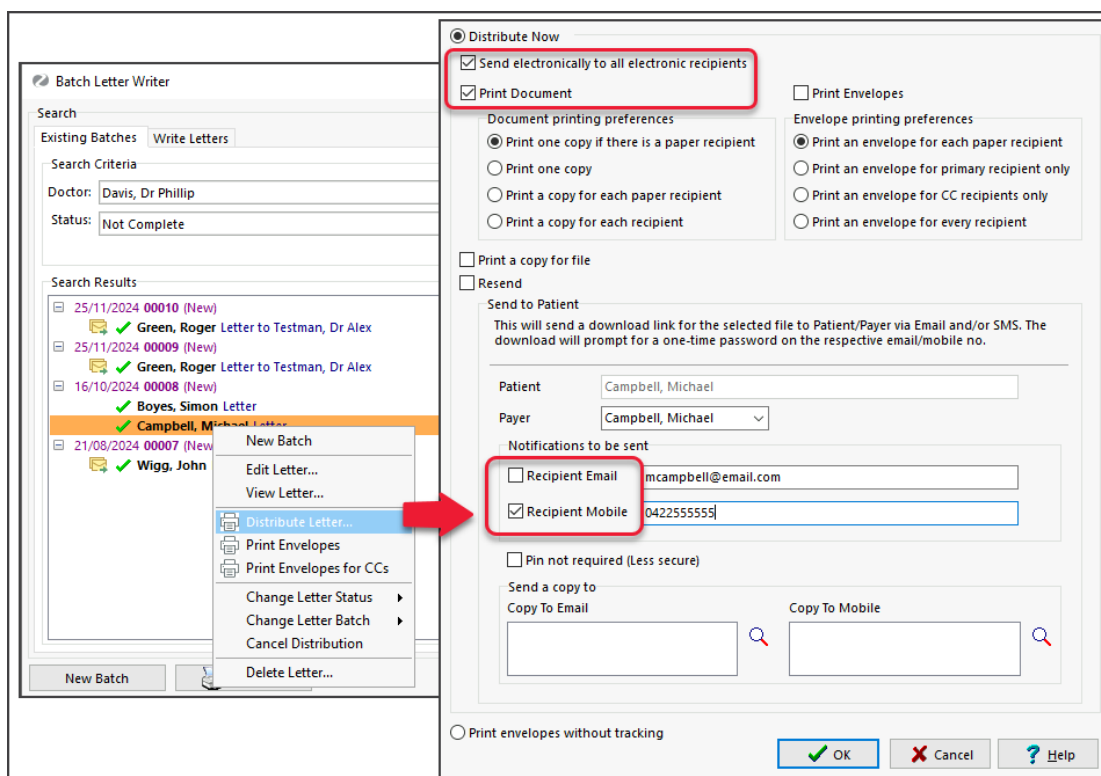 Batch Letter Writer
Search
Existing Batches
Write Letters
Search Criteria
Doctor: Davis, Dr Phillip
Status: Not Complete
Search Results
25/11/2024 00010 (New)
Green, Roger Letter to Testman, Dr Alex
25/11/2024 00009 (New)
Green, Roger Letter to Testman, Dr Alex
16/10/2024 00008 (New)
Boyes, Simon Letter
Campbell, Michael Letter
21/08/2024 00007 (New
Wigg, John
New Batch
New Batch
Edit Letter...
View Letter...
Distribute Letter...
Print Envelopes
Print Envelopes for CCs
Change Letter Status
Change Letter Batch
Cancel Distribution
Delete Letter...
Distribute Now
Send electronically to all electronic recipients
Print Document
Print Envelopes
Document printing preferences
Print one copy if there is a paper recipient
Print one copy
Print a copy for each paper recipient
Print a copy for each recipient
Envelope printing preferences
Print an envelope for each paper recipient
Print an envelope for primary recipient only
Print an envelope for CC recipients only
Print an envelope for every recipient
Print a copy for file
Resend
Send to Patient
This will send a download link for the selected file to Patient/Payer via Email and/or SMS. The
download will prompt for a one-time password on the respective email/mobile no.
Patient Campbell, Michael
Payer Campbell, Michael
Notifications to be sent
Recipient Email mcampbell@email.com
Recipient Mobile 0422555555
Pin not required (Less secure)
Send a copy to
Copy To Email
Copy To Mobile
Print envelopes without tracking
OK
Cancel
Help